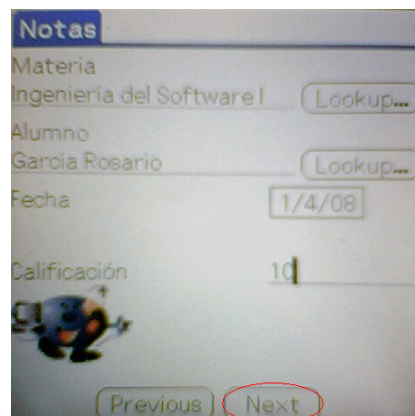 Notas
Materia
Ingeniería del Software I Lookup...
Alumno
Garcia Rosario Lookup...
Fecha 1/4/08
Calificación 10
Previous Next